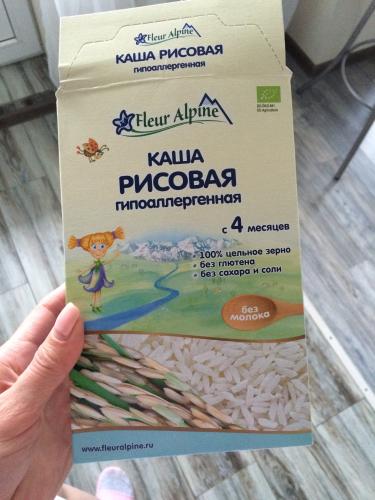 Fleur Alpine
КАША РИСОВАЯ
гипоаллергенная
Fleur Alpine
КАША
РИСОВАЯ
гипоаллергенная
с 4 месяцев
• 100% цельное зерно
• без глютена
• без сахара и соли
без
молока
www.fleuralpine.ru